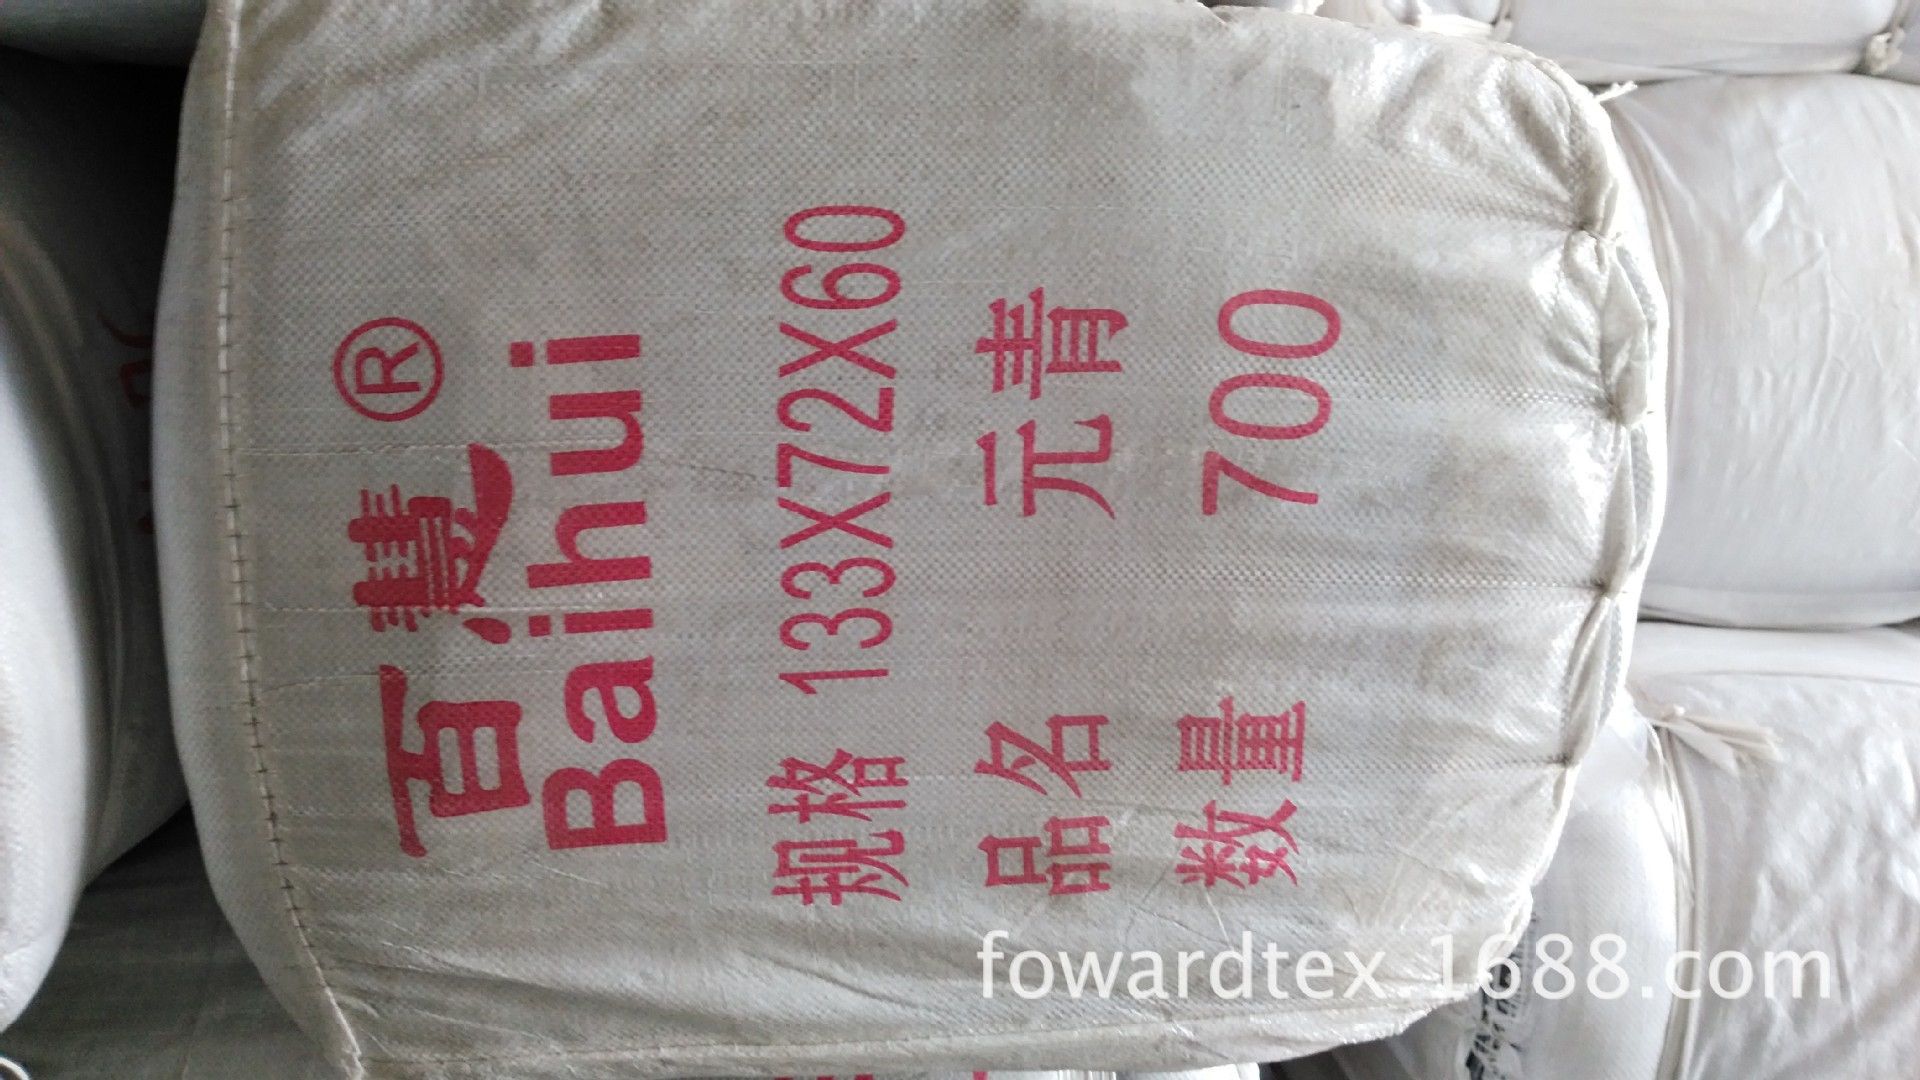 百慧®
Baihui
规格 133X72X60
品名 元青
数量 700
fowardtex.1688.com